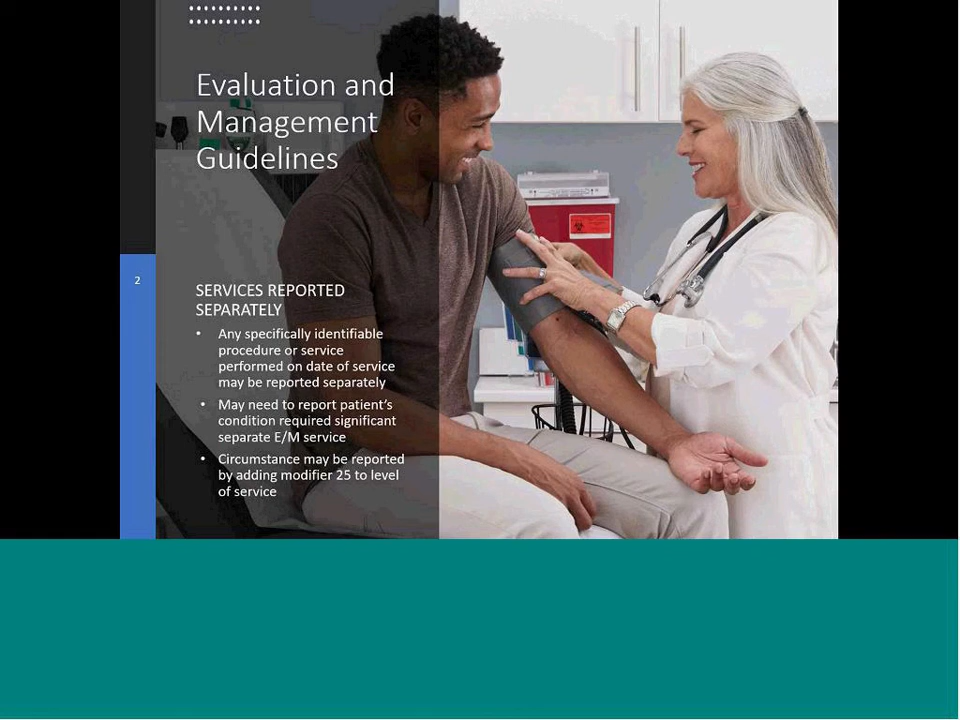 Evaluation and
Management
Guidelines
2
SERVICES REPORTED
SEPARATELY
• Any specifically identifiable
procedure or service
performed on date of service
may be reported separately
• May need to report patient's
condition required significant
separate E/M service
• Circumstance may be reported
by adding modifier 25 to level
of service